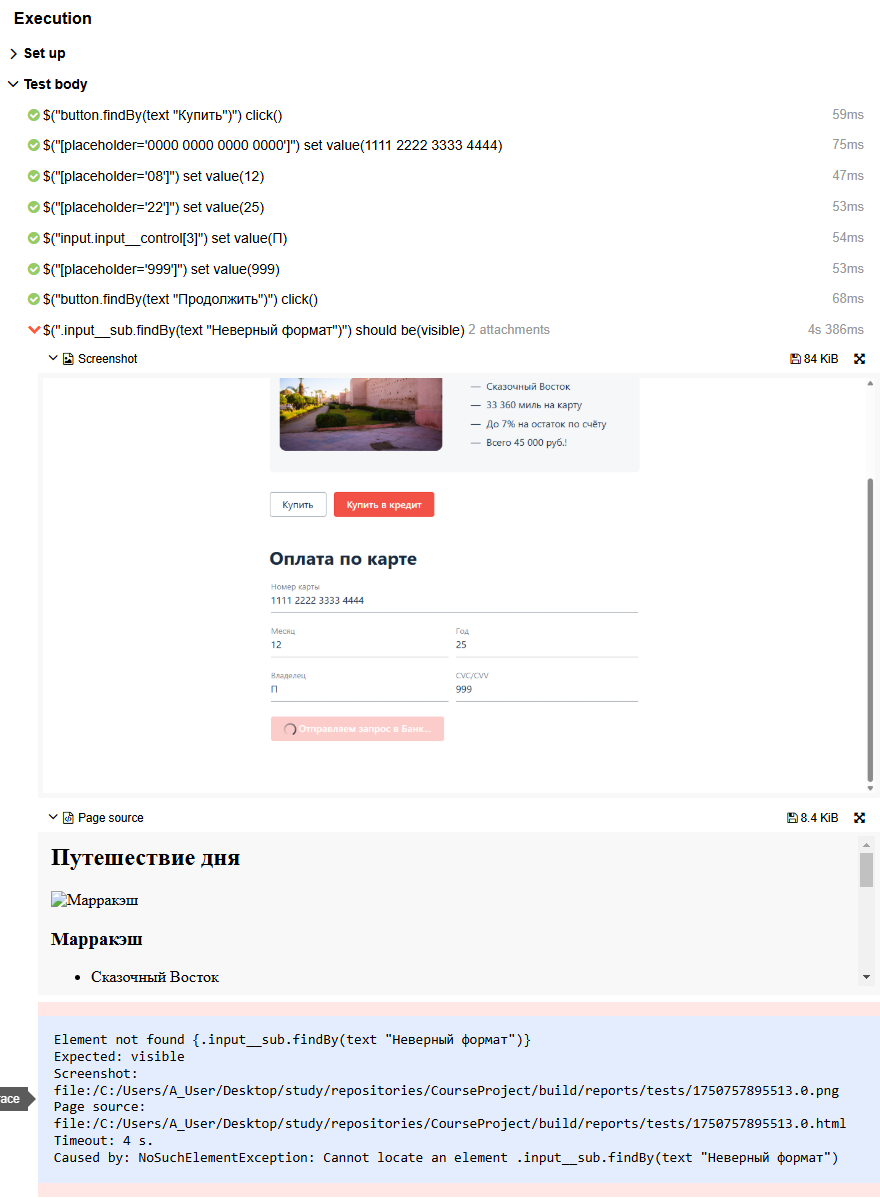 Execution
Set up
Test body
$("button.findBy(text "Купить")") click() 59ms
$("[placeholder='0000 0000 0000 0000']") set value(1111 2222 3333 4444) 75ms
$("[placeholder='08']") set value(12) 47ms
$("[placeholder='22']") set value(25) 53ms
$("input.input__control[3]") set value(П) 54ms
$("[placeholder='999']") set value(999) 53ms
$("button.findBy(text "Продолжить")") click() 68ms
$(".input__sub.findBy(text "Неверный формат")") should be(visible) 2 attachments 4s 386ms
Screenshot 84 KiB
— Сказочный Восток
— 33 360 миль на карту
— До 7% на остаток по счёту
— Всего 45 000 руб.!
Купить Купить в кредит
Оплата по карте
Номер карты
1111 2222 3333 4444
Месяц Год
12 25
Владелец CVC/CVV
П 999
Отправляем запрос в Банк...
Page source 8.4 KiB
Путешествие дня
Марракэш
Марракэш
• Сказочный Восток
Element not found {.input__sub.findBy(text "Неверный формат")}
Expected: visible
Screenshot:
file:/C:/Users/A_User/Desktop/study/repositories/CourseProject/build/reports/tests/1750757895513.0.png
ace
Page source:
file:/C:/Users/A_User/Desktop/study/repositories/CourseProject/build/reports/tests/1750757895513.0.html
Timeout: 4 s.
Caused by: NoSuchElementException: Cannot locate an element .input__sub.findBy(text "Неверный формат")